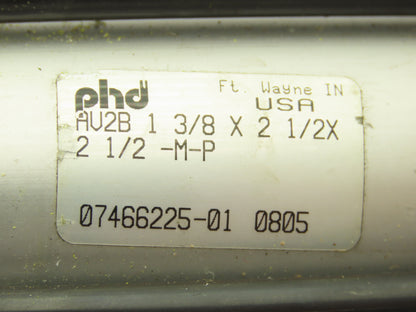 phd Ft. Wayne IN
USA
AV2B 1 3/8 X 2 1/2X
2 1/2 -M-P
07466225-01 0805